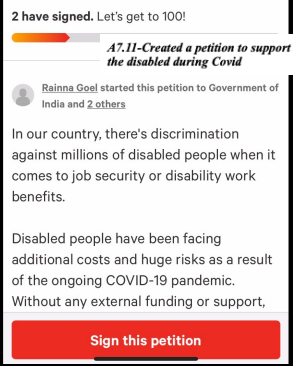 2 have signed. Let's get to 100!
A7.11-Created a petition to support
the disabled during Covid
Rainna Goel started this petition to Government of
India and 2 others
In our country, there's discrimination
against millions of disabled people when it
comes to job security or disability work
benefits.
Disabled people have been facing
additional costs and huge risks as a result
of the ongoing COVID-19 pandemic.
Without any external funding or support,
Sign this petition